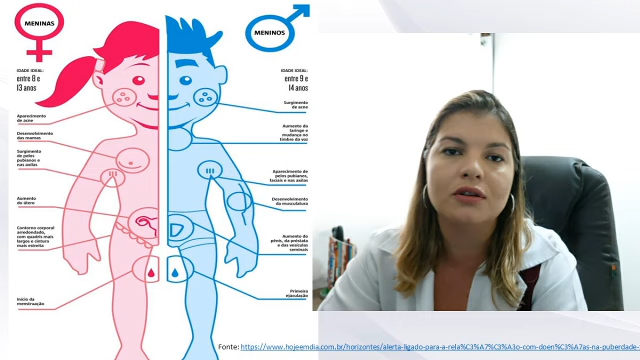 MENINAS
MENINOS
IDADE IDEAL:
entre 8 e
13 anos
IDADE IDEAL:
entre 9 e
14 anos
Aparecimento
de acne
Desenvolvimento
das mamas
Surgimento
de pelos
pubianos e
nas axilas
Aumento
do útero
Contorno corporal
arredondado,
com quadris mais
largos e cintura
mais estreita
Início da
menstruação
Surgimento
de acne
Aumento da
laringe e
mudança no
timbre da voz
Aparecimento de
pelos pubianos,
faciais e nas axilas
Desenvolvimento
da musculatura
Aumento do
pênis, da próstata
e das vesículas
seminais
Primeira
ejaculação
Fonte: https://www.hojeemdia.com.br/horizontes/alerta-ligado-para-a-rela%C3%A7%C3%A3o-com-doen%C3%A7as-na-puberdade-